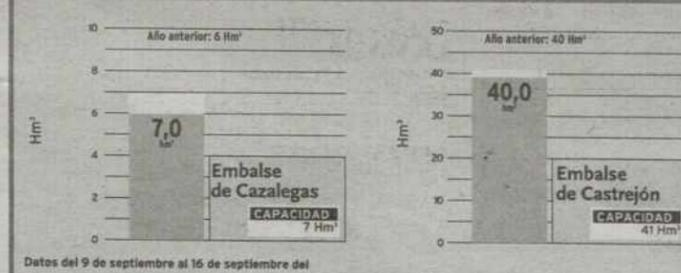 10
Año anterior: 6 Hm³
8
6
7,0
hm³
Hm³
4
2
0
Embalse
de Cazalegas
CAPACIDAD
7 Hm³
50
Año anterior: 40 Hm³
40
40,0
hm³
30
Hm³
20
10
0
Embalse
de Castrejón
CAPACIDAD
41 Hm³
Datos del 9 de septiembre al 16 de septiembre del